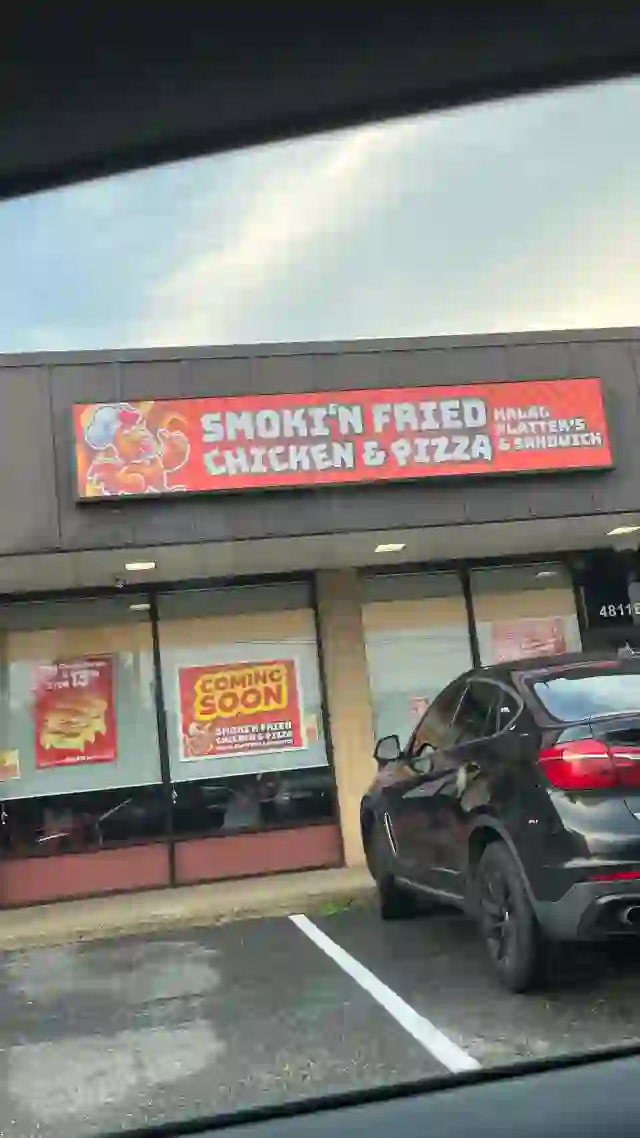 SMOKI'N FRIED
CHICKEN & PIZZA
HALAL
PLATTER'S
& SANDWICH
COMING
SOON
SMOKI'N FRIED
CHICKEN & PIZZA
4811